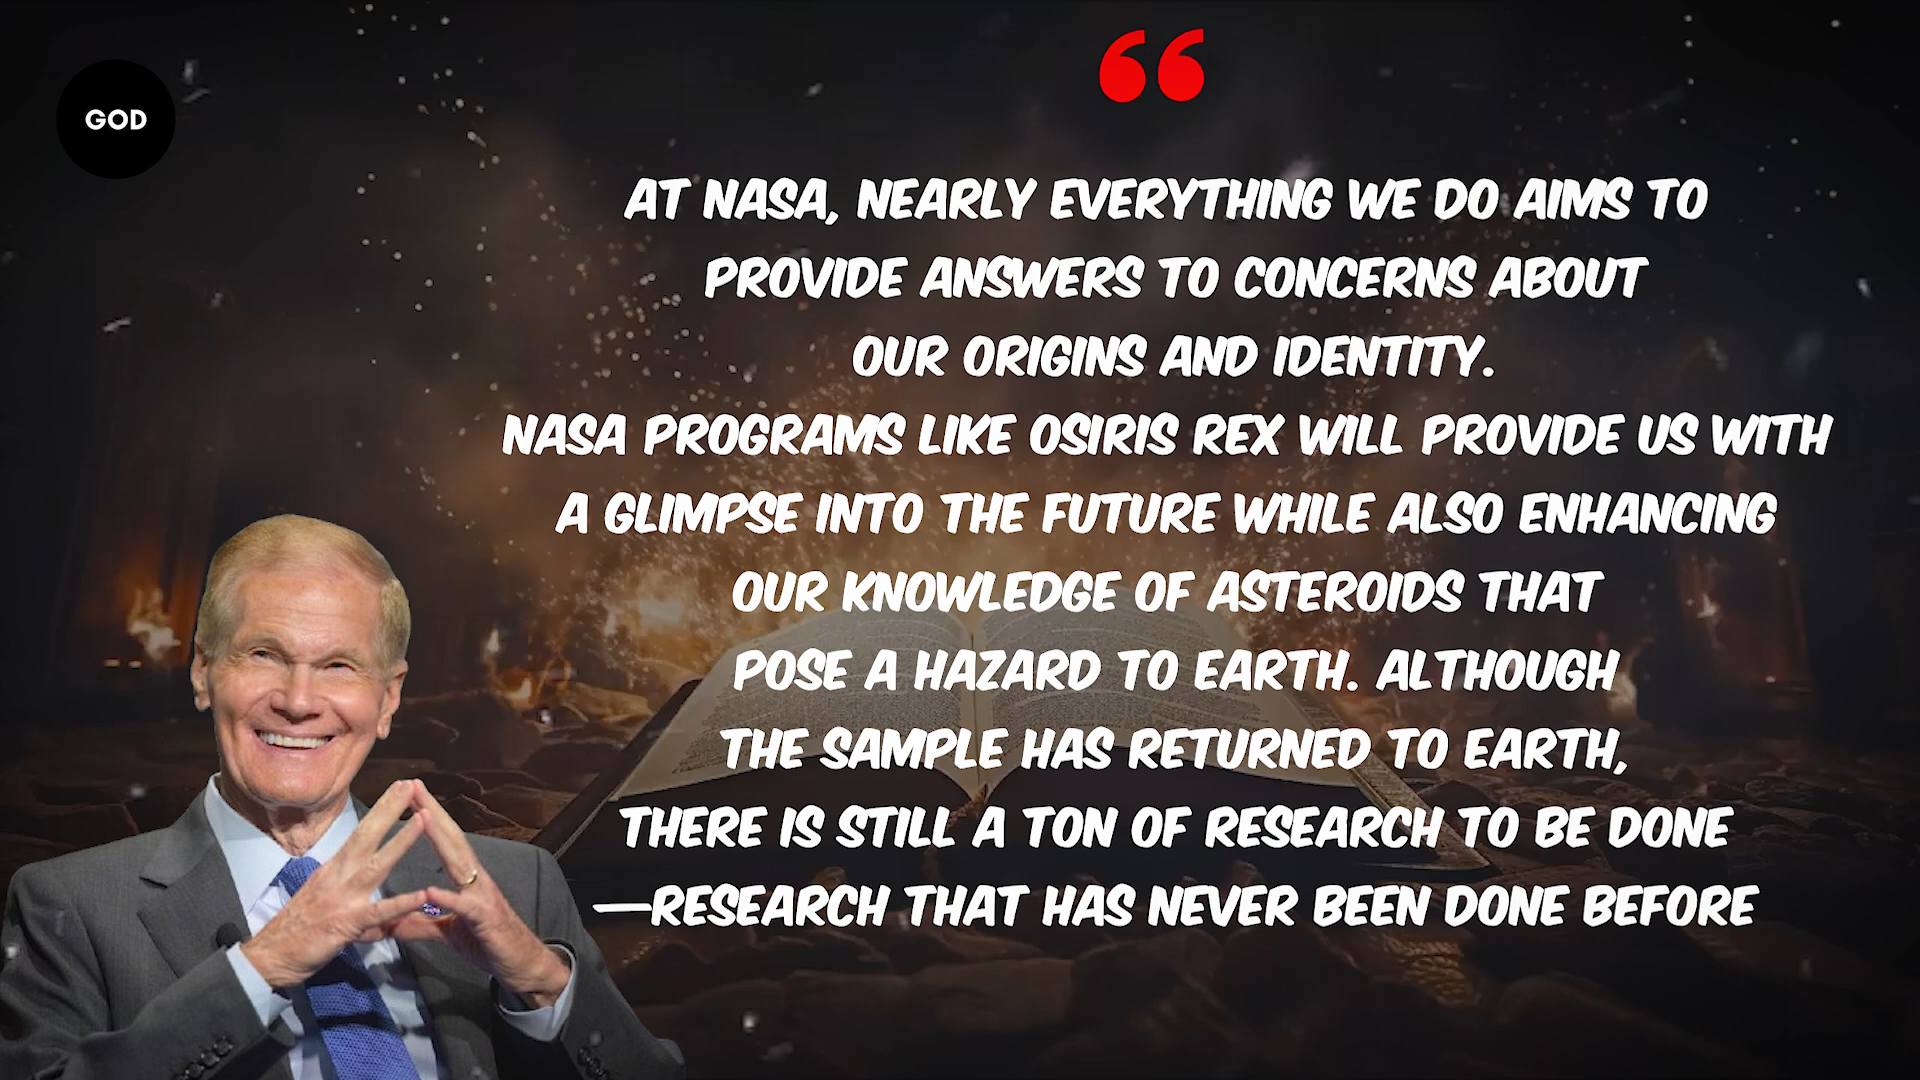 GOD
“
AT NASA, NEARLY EVERYTHING WE DO AIMS TO
PROVIDE ANSWERS TO CONCERNS ABOUT
OUR ORIGINS AND IDENTITY.
NASA PROGRAMS LIKE OSIRIS REX WILL PROVIDE US WITH
A GLIMPSE INTO THE FUTURE WHILE ALSO ENHANCING
OUR KNOWLEDGE OF ASTEROIDS THAT
POSE A HAZARD TO EARTH. ALTHOUGH
THE SAMPLE HAS RETURNED TO EARTH,
THERE IS STILL A TON OF RESEARCH TO BE DONE
—RESEARCH THAT HAS NEVER BEEN DONE BEFORE